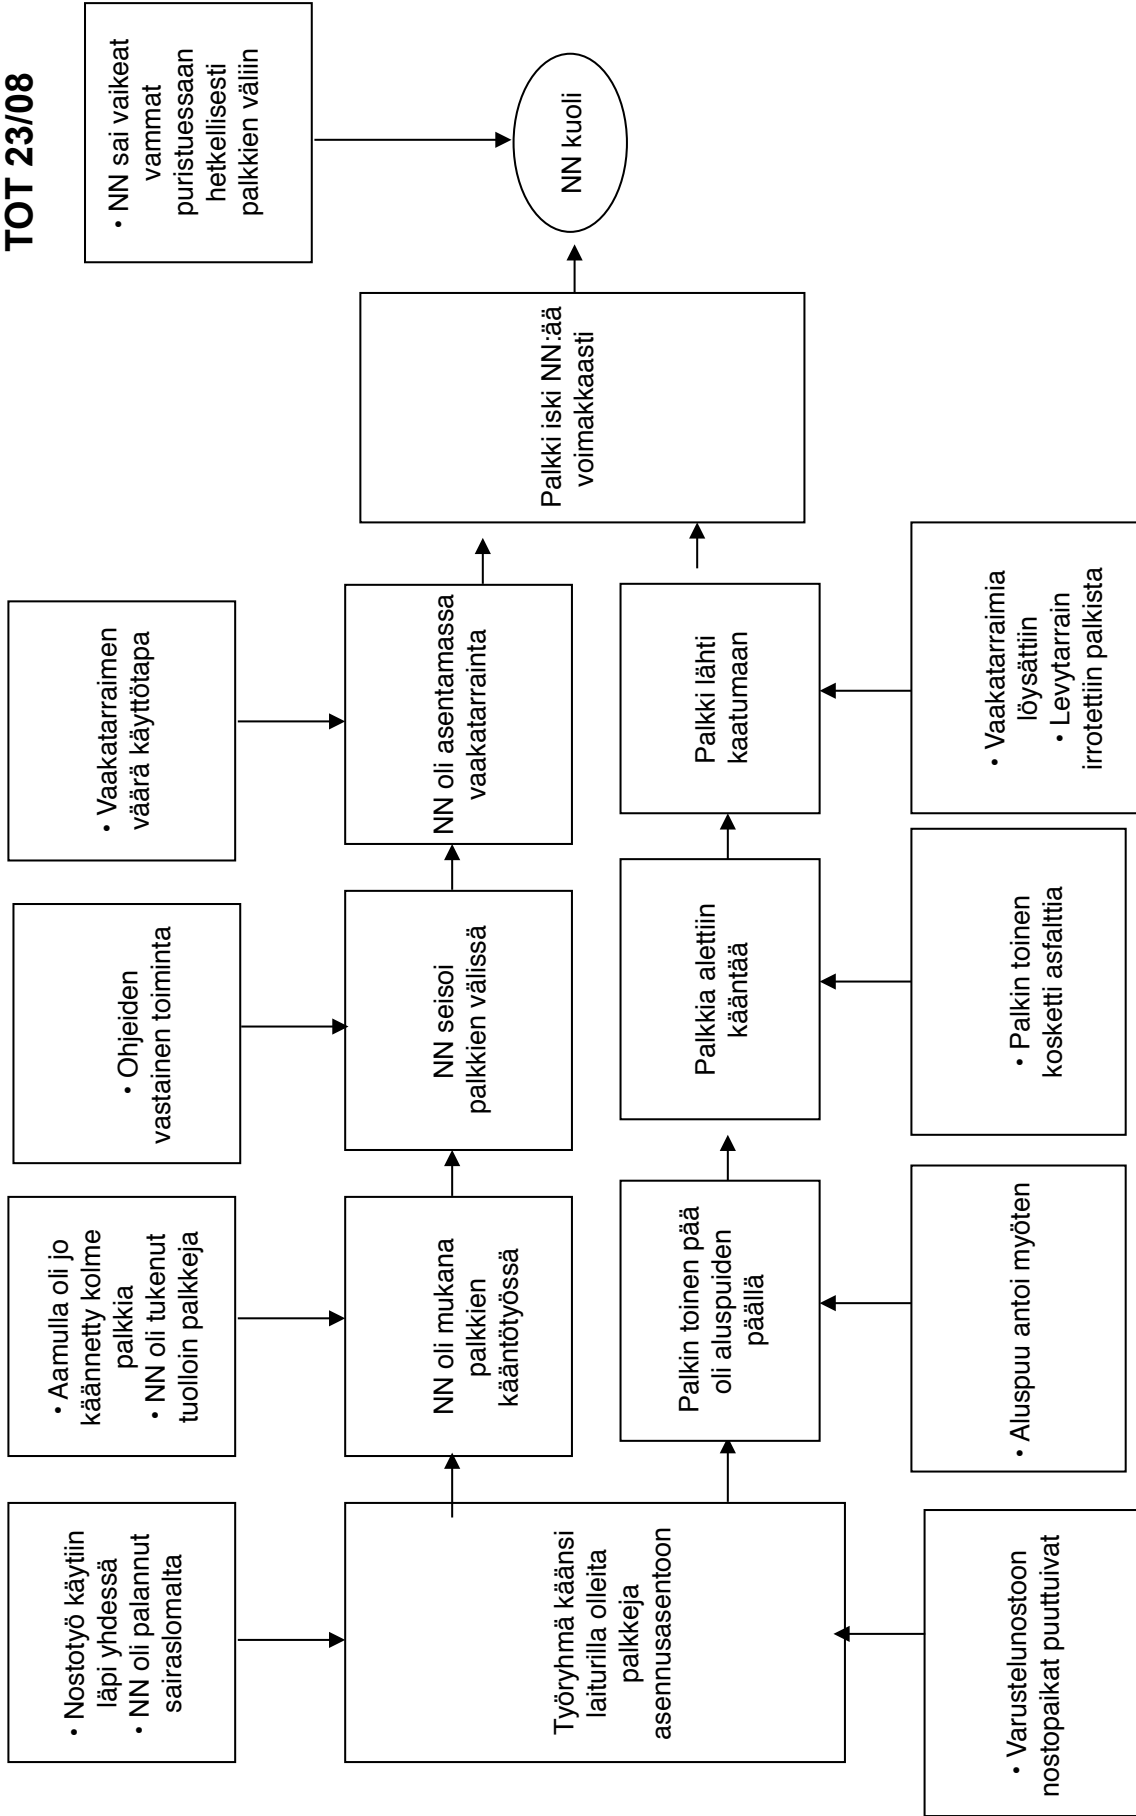 TOT 23/08
• Nostotyö käytiin
läpi yhdessä
• NN oli palannut
sairaslomalta
• Aamulla oli jo
käännetty kolme
palkkia
• NN oli tukenut
tuolloin palkkeja
• Ohjeiden
vastainen toiminta
• Vaakatarraimen
väärä käyttötapa
• NN sai vaikeat
vammat
puristuessaan
hetkellisesti
palkkien väliin
Työryhmä käänsi
laiturilla olleita
palkkeja
asennusasentoon
NN oli mukana
palkkien
kääntötyössä
NN seisoi
palkkien välissä
NN oli asentamassa
vaakatarrainta
Palkki iski NN:ää
voimakkaasti
NN kuoli
Palkin toinen pää
oli aluspuiden
päällä
Palkkia alettiin
kääntää
Palkki lähti
kaatumaan
• Varustelunostoon
nostopaikat puuttuivat
• Aluspuu antoi myöten
• Palkin toinen
kosketti asfalttia
• Vaakatarraimia
löysättiin
• Levytarrain
irrotettiin palkista